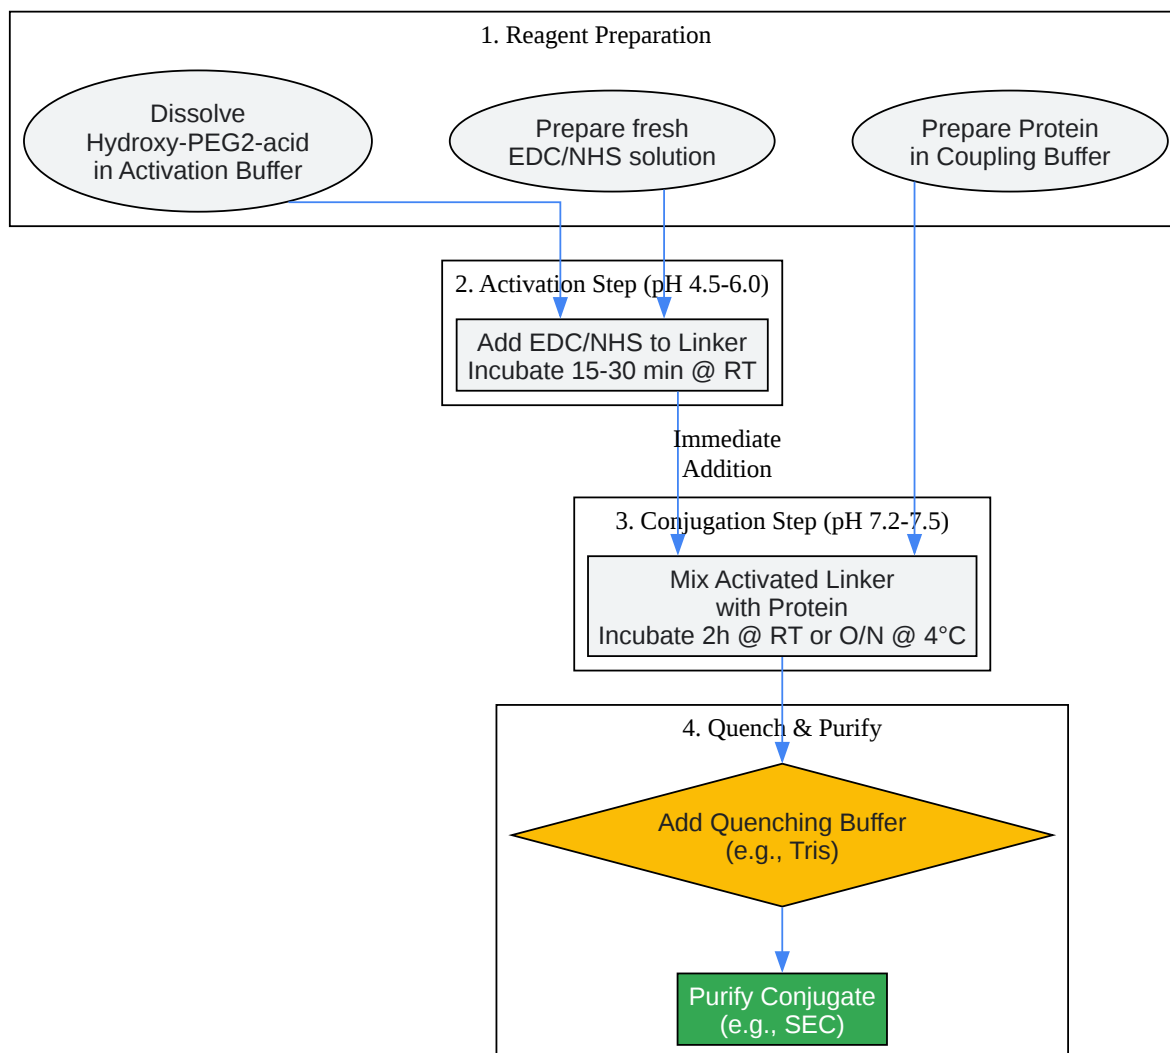 1. Reagent Preparation
Dissolve
Hydroxy-PEG2-acid
in Activation Buffer
Prepare fresh
EDC/NHS solution
Prepare Protein
in Coupling Buffer
2. Activation Step (pH 4.5-6.0)
Add EDC/NHS to Linker
Incubate 15-30 min @ RT
Immediate
Addition
3. Conjugation Step (pH 7.2-7.5)
Mix Activated Linker
with Protein
Incubate 2h @ RT or O/N @ 4°C
4. Quench & Purify
Add Quenching Buffer
(e.g., Tris)
Purify Conjugate
(e.g., SEC)